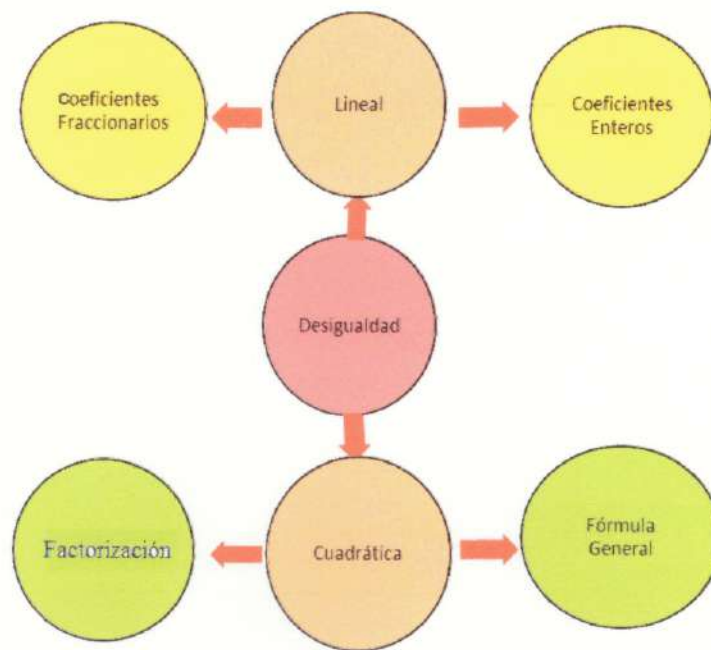 Coeficientes
Fraccionarios
Lineal
Coeficientes
Enteros
Desigualdad
Factorización
Cuadrática
Fórmula
General